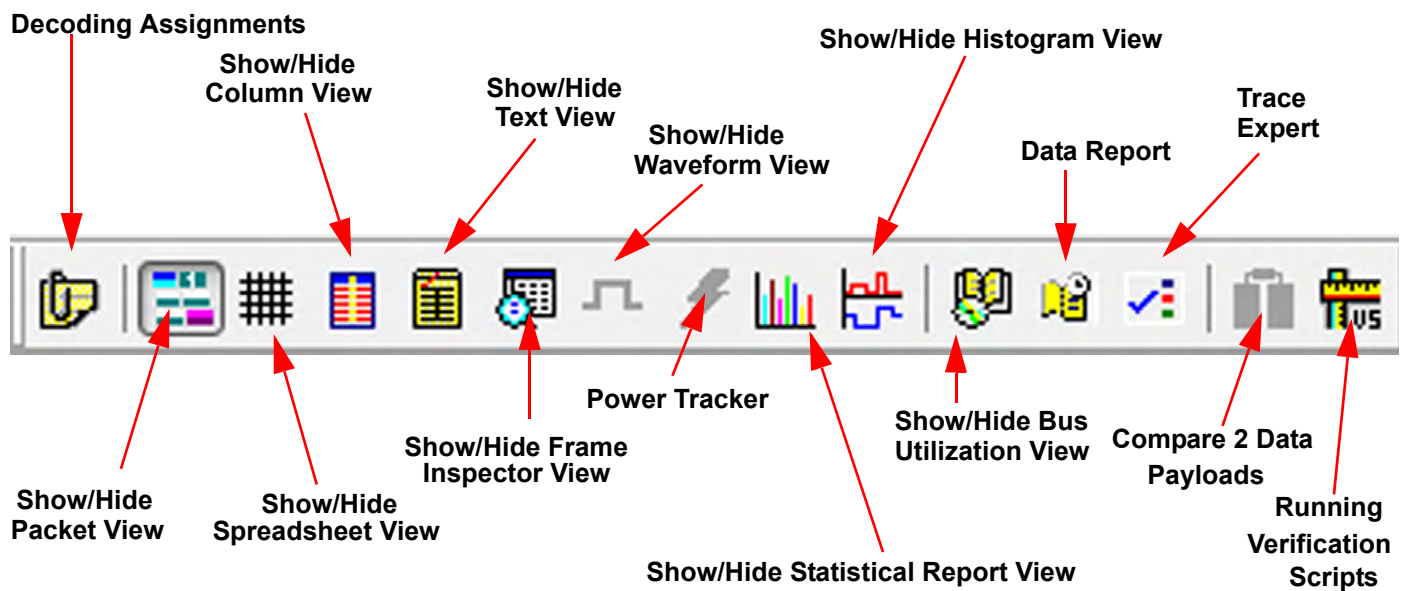 Decoding Assignments
Show/Hide
Column View
Show/Hide
Text View
Show/Hide
Waveform View
Show/Hide Histogram View
Data Report
Trace
Expert
VS
Show/Hide
Packet View
Show/Hide
Spreadsheet View
Show/Hide Frame
Inspector View
Power Tracker
Show/Hide Statistical Report View
Show/Hide Bus
Utilization View
Compare 2 Data
Payloads
Running
Verification
Scripts